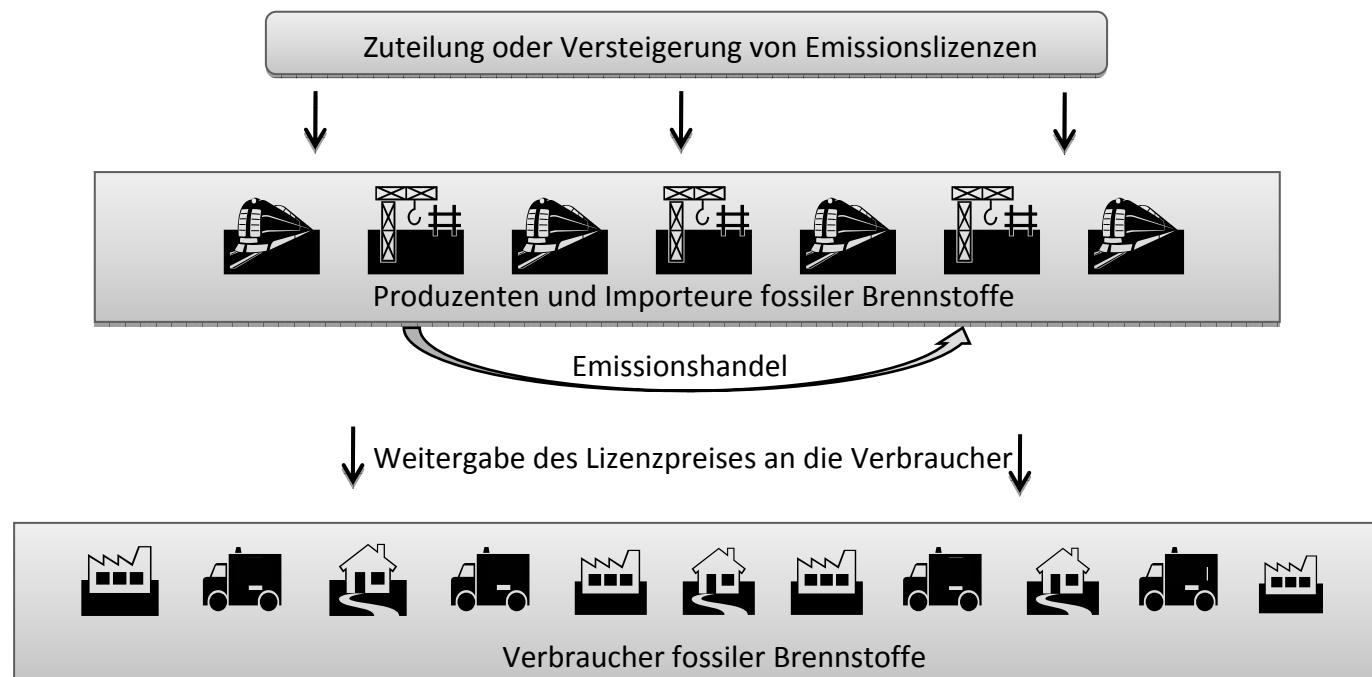 Zuteilung oder Versteigerung von Emissionslizenzen
Produzenten und Importeure fossiler Brennstoffe
Emissionshandel
Weitergabe des Lizenzpreises an die Verbraucher
Verbraucher fossiler Brennstoffe